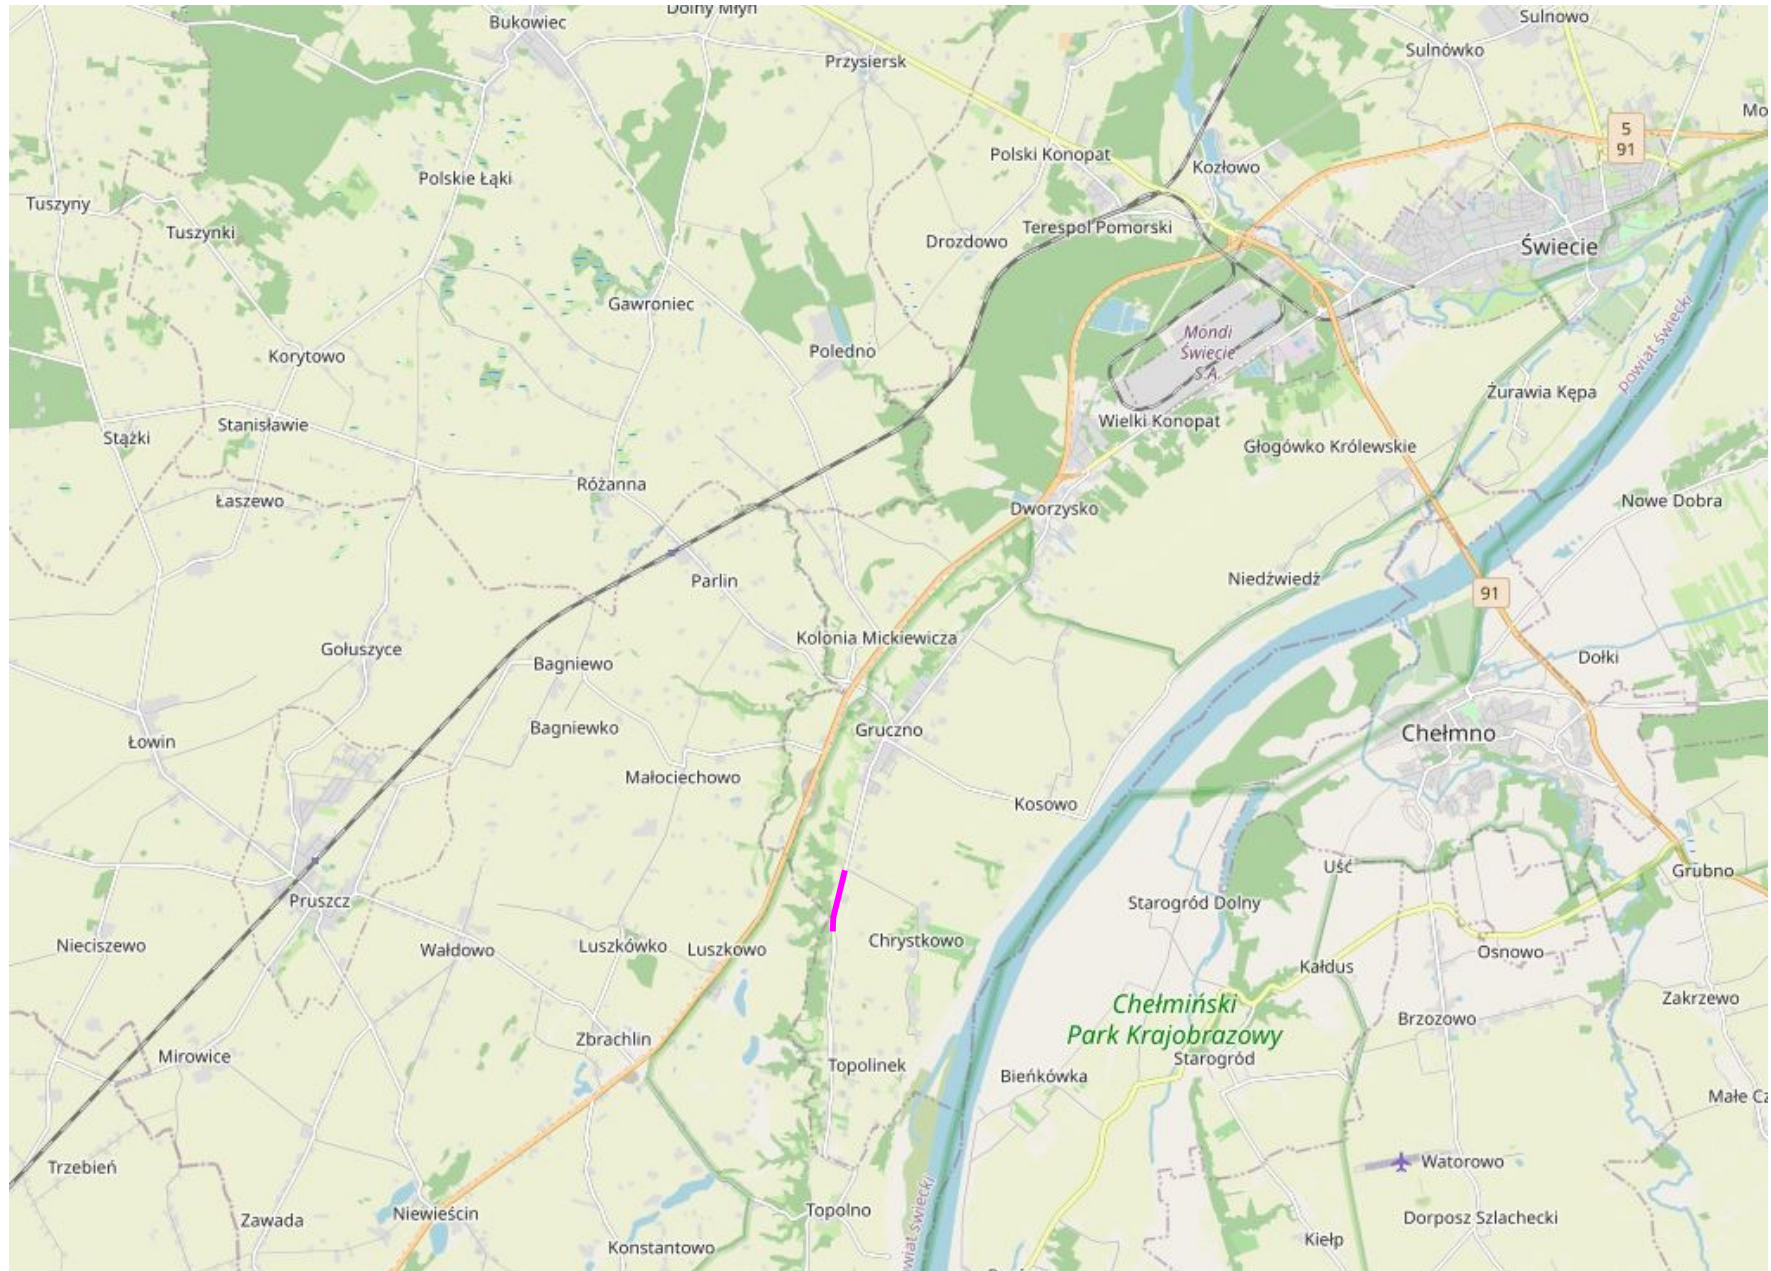 Dolny Młyn
Bukowiec
Sulnowo
Sulnówko
Przysiersk
5
91
Polski Konopat
Kozłowo
Polskie Łąki
Tuszyny
Tuszynki
Terespol Pomorski
Drozdowo
Świecie
Gawroniec
Mondi
Świecie
S.A.
powiat świecki
Poledno
Korytowo
Żurawia Kępa
Stążki
Stanisławie
Wielki Konopat
Głogówko Królewskie
Różanna
Łaszewo
Dworzysko
Nowe Dobra
Parlin
Niedźwiedź
91
Kolonia Mickiewicza
Gołuszyce
Bagniewo
Dołki
Bagniewko
Gruczno
Chełmno
Łowin
Małociechowo
Kosowo
Uść
Grubno
Pruszcz
Starogród Dolny
Nieciszewo
Wałdowo
Luszkówko
Luszkowo
Chrystkowo
Osnowo
Kałdus
Chełmiński
Park Krajobrazowy
Zakrzewo
Brzozowo
Zbrachlin
Mirowice
Topolinek
Starogród
Bieńkówka
Małe Cz
Trzebień
Watorowo
Zawada
Niewieścin
Topolno
powiat świecki
Dorposz Szlachecki
Konstantowo
Kiełp